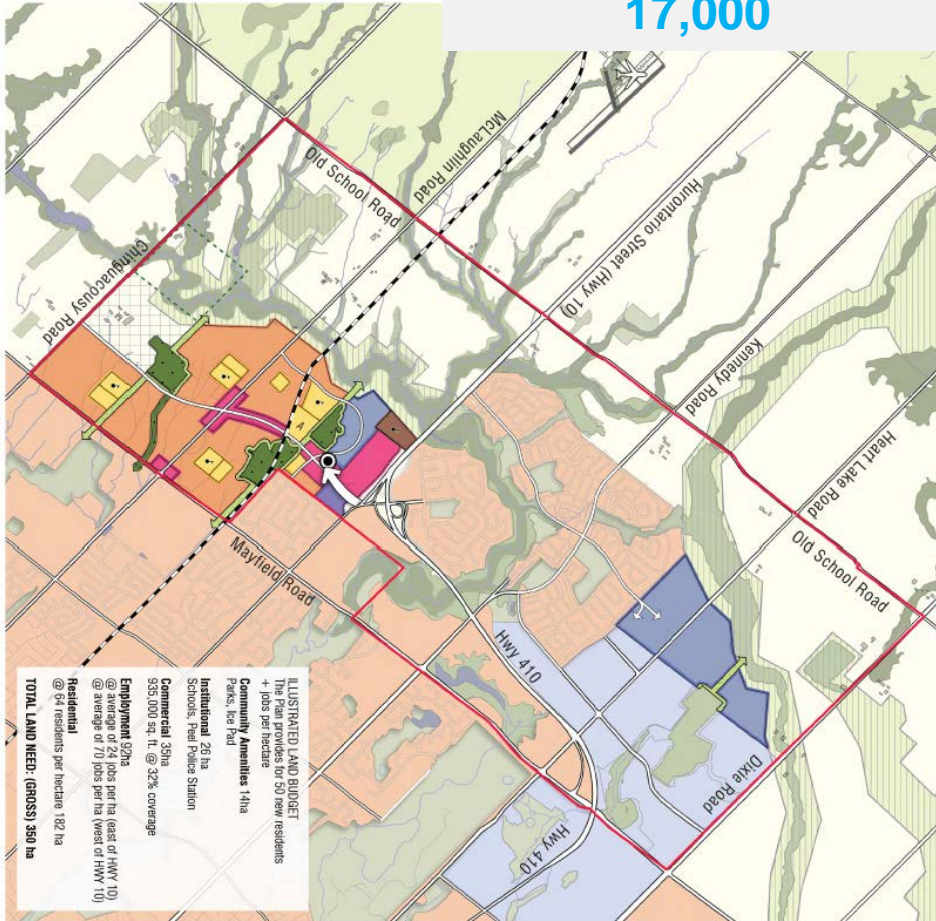 17,000
McLaughlin Road
Old School Road
Hurontario Street (Hwy 10)
Chinguacousy Road
Kennedy Road
Heart Lake Road
Old School Road
A
Mayfield Road
Hwy 410
Dixie Road
Hwy 410
ILLUSTRATED LAND BUDGET
The Plan provides for 50 new residents
+ jobs per hectare
Community Amenities 14ha
Parks, Ice Pad
Institutional 26 ha
Schools, Peel Police Station
Commercial 35ha
935,000 sq. ft. @ 32% coverage
Employment 92ha
@ average of 24 jobs per ha (east of HWY 10)
@ average of 70 jobs per ha (west of HWY 10)
Residential
@ 64 residents per hectare 182 ha
TOTAL LAND NEED: (GROSS) 350 ha